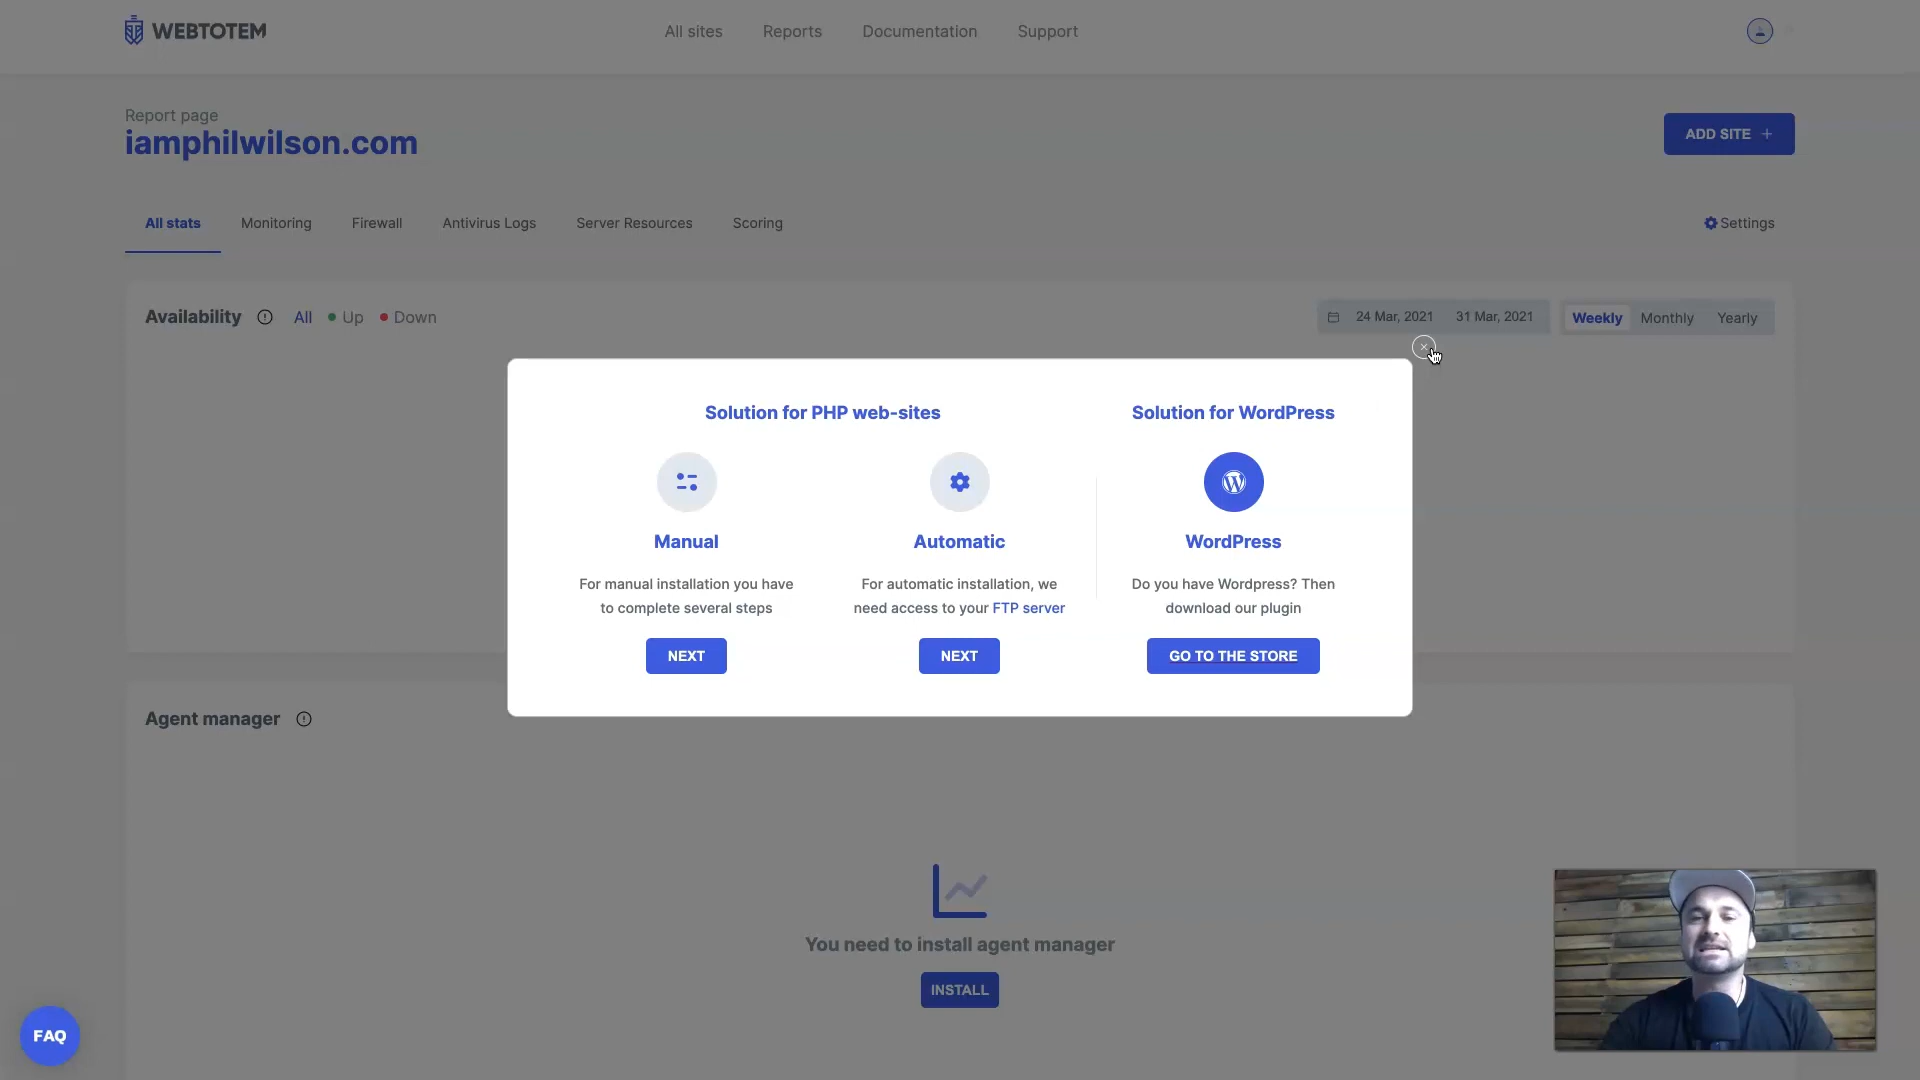 WEBTOTEM
All sites
Reports
Documentation
Support
Report page
iamphilwilson.com
ADD SITE +
All stats
Monitoring
Firewall
Antivirus Logs
Server Resources
Scoring
Settings
Availability
All
Up
Down
24 Mar, 2021
31 Mar, 2021
Weekly
Monthly
Yearly
Solution for PHP web-sites
Solution for WordPress
Manual
For manual installation you have
to complete several steps
NEXT
Automatic
For automatic installation, we
need access to your FTP server
NEXT
WordPress
Do you have Wordpress? Then
download our plugin
GO TO THE STORE
Agent manager
You need to install agent manager
INSTALL
FAQ